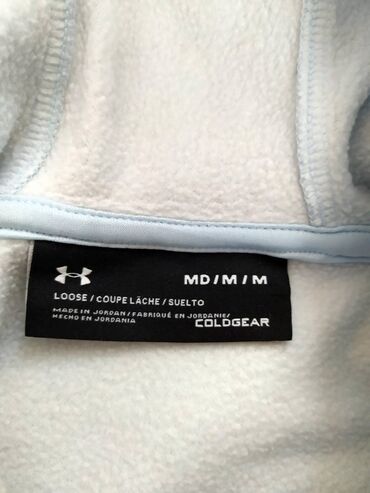 MD/M/M
LOOSE / COUPE LÂCHE / SUELTO
MADE IN JORDAN / FABRIQUÉ EN JORDANIE/
HECHO EN JORDANIA
COLDGEAR